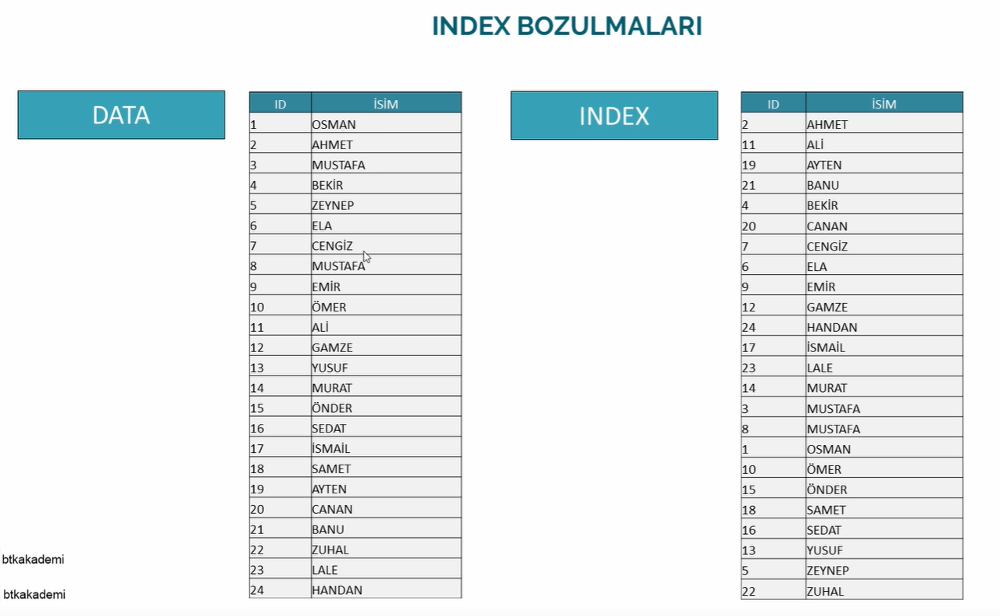 INDEX BOZULMALARI
DATA
ID İSİM
1 OSMAN
2 AHMET
3 MUSTAFA
4 BEKİR
5 ZEYNEP
6 ELA
7 CENGİZ
8 MUSTAFA
9 EMİR
10 ÖMER
11 ALİ
12 GAMZE
13 YUSUF
14 MURAT
15 ÖNDER
16 SEDAT
17 İSMAİL
18 SAMET
19 AYTEN
20 CANAN
21 BANU
22 ZUHAL
23 LALE
24 HANDAN
INDEX
ID İSİM
2 AHMET
11 ALİ
19 AYTEN
21 BANU
4 BEKİR
20 CANAN
7 CENGİZ
6 ELA
9 EMİR
12 GAMZE
24 HANDAN
17 İSMAİL
23 LALE
14 MURAT
3 MUSTAFA
8 MUSTAFA
1 OSMAN
10 ÖMER
15 ÖNDER
18 SAMET
16 SEDAT
13 YUSUF
5 ZEYNEP
22 ZUHAL
btkakademi
btkakademi